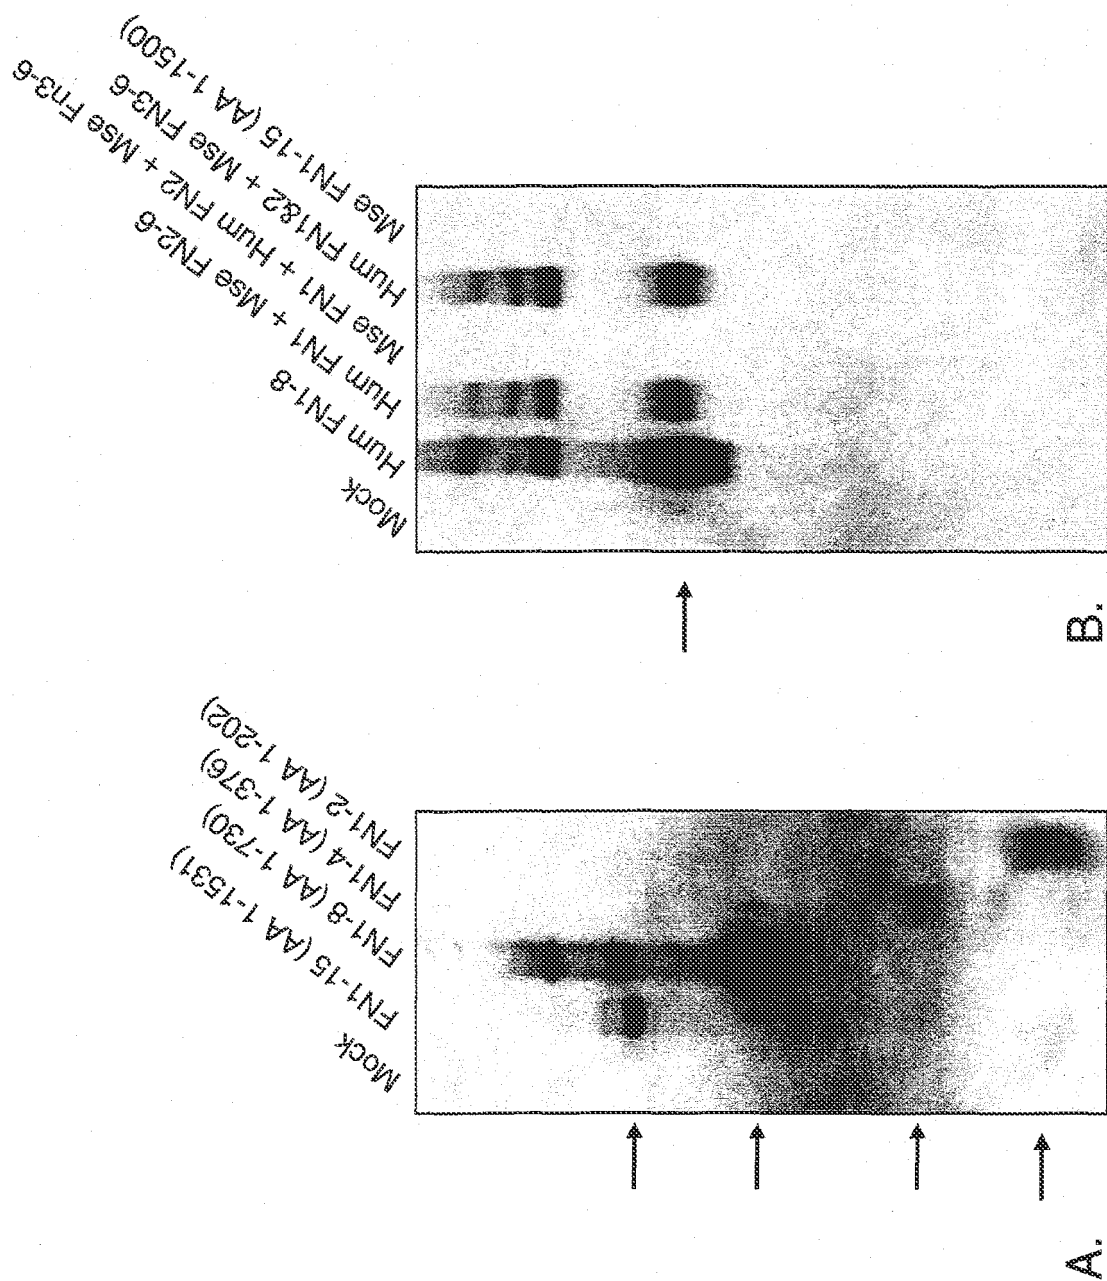 Mock
FN1-15 (AA 1-1531)
FN1-8 (AA 1-730)
FN1-4 (AA 1-376)
FN1-2 (AA 1-202)
A.
Mock
Hum FN1-8
Hum FN1 + Mse FN2-6
Mse FN1 + Hum FN2 + Mse Fn3-6
Hum FN1&2 + Mse FN3-6
Mse FN1-15 (AA 1-1500)
B.